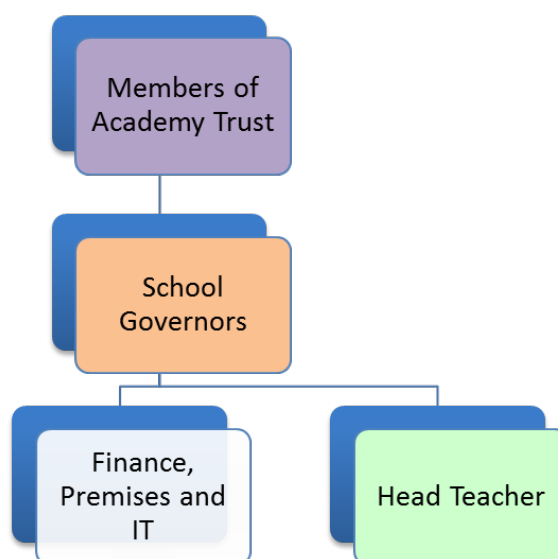 Members of
Academy Trust
School
Governors
Finance,
Premises and
IT
Head Teacher